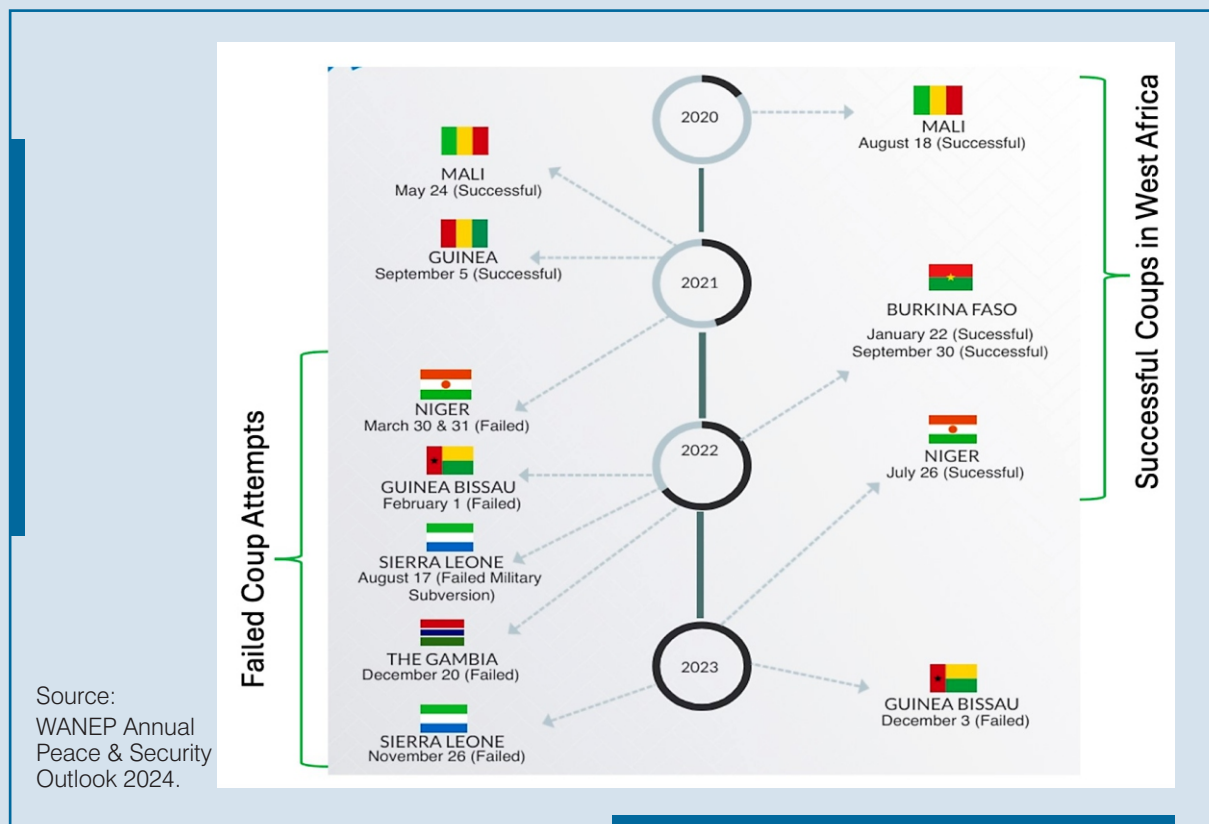 2020
MALI
August 18 (Successful)
MALI
May 24 (Successful)
GUINEA
September 5 (Successful)
2021
BURKINA FASO
January 22 (Sucessful)
September 30 (Successful)
NIGER
March 30 & 31 (Failed)
2022
NIGER
July 26 (Sucessful)
GUINEA BISSAU
February 1 (Failed)
SIERRA LEONE
August 17 (Failed Military
Subversion)
THE GAMBIA
December 20 (Failed)
2023
GUINEA BISSAU
December 3 (Failed)
SIERRA LEONE
November 26 (Failed)
Failed Coup Attempts
Successful Coups in West Africa
Source:
WANEP Annual
Peace & Security
Outlook 2024.